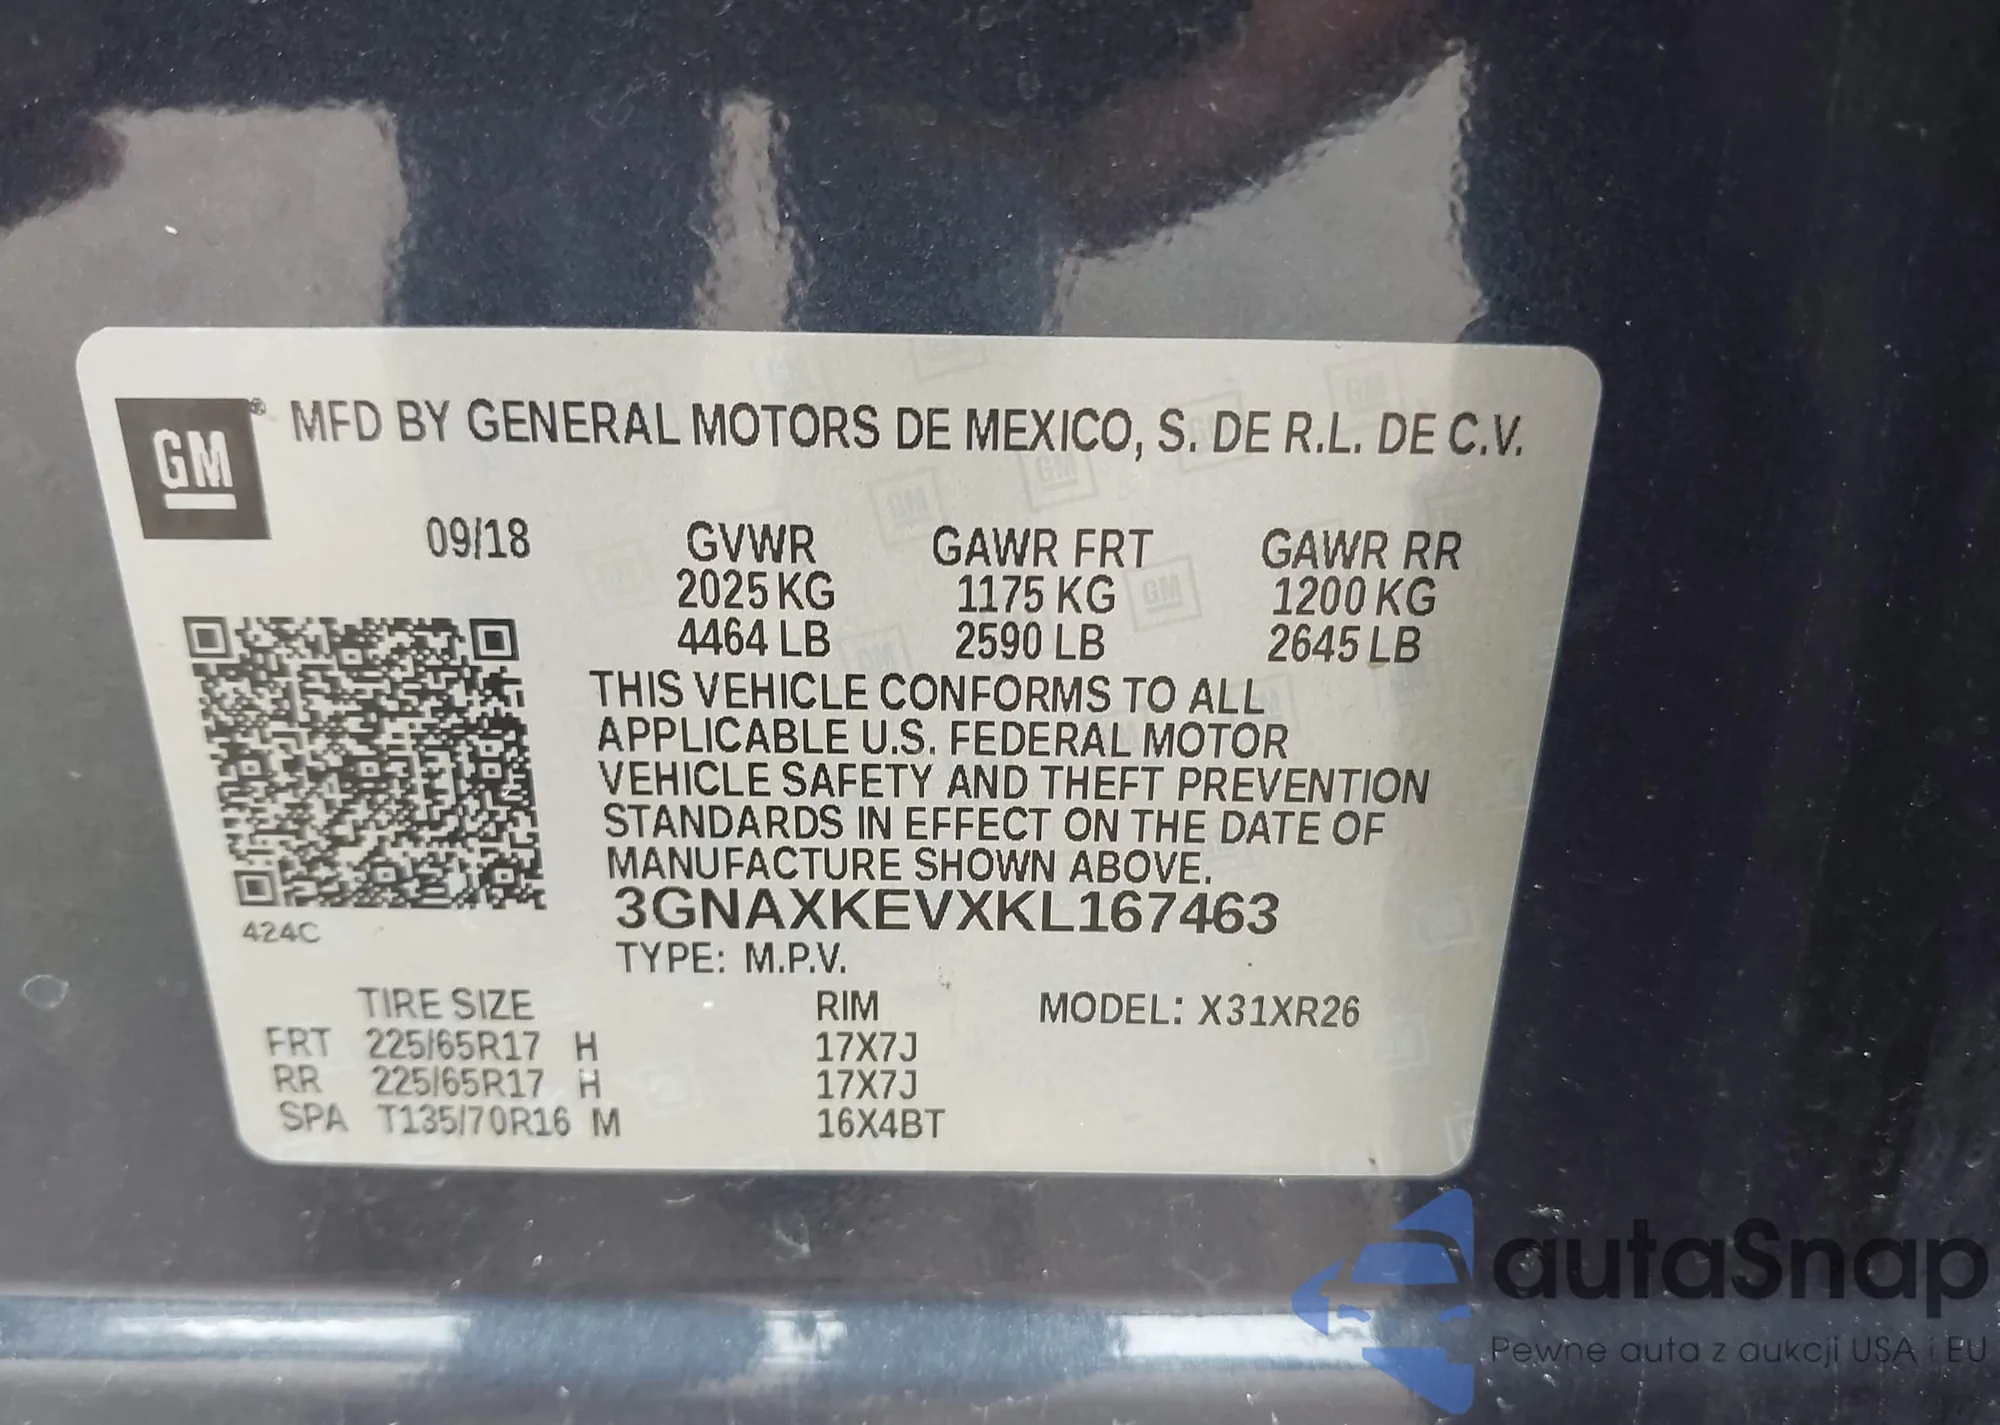 GM® MFD BY GENERAL MOTORS DE MEXICO, S. DE R.L. DE C.V.
09/18 GVWR GAWR FRT GAWR RR
2025 KG 1175 KG 1200 KG
4464 LB 2590 LB 2645 LB
THIS VEHICLE CONFORMS TO ALL
APPLICABLE U.S. FEDERAL MOTOR
VEHICLE SAFETY AND THEFT PREVENTION
STANDARDS IN EFFECT ON THE DATE OF
MANUFACTURE SHOWN ABOVE.
3GNAXKEVXKL167463
424C
TYPE: M.P.V.
TIRE SIZE RIM MODEL: X31XR26
FRT 225/65R17 H 17X7J
RR 225/65R17 H 17X7J
SPA T135/70R16 M 16X4BT
autaSnap
Pewne auta z aukcji USA i EU